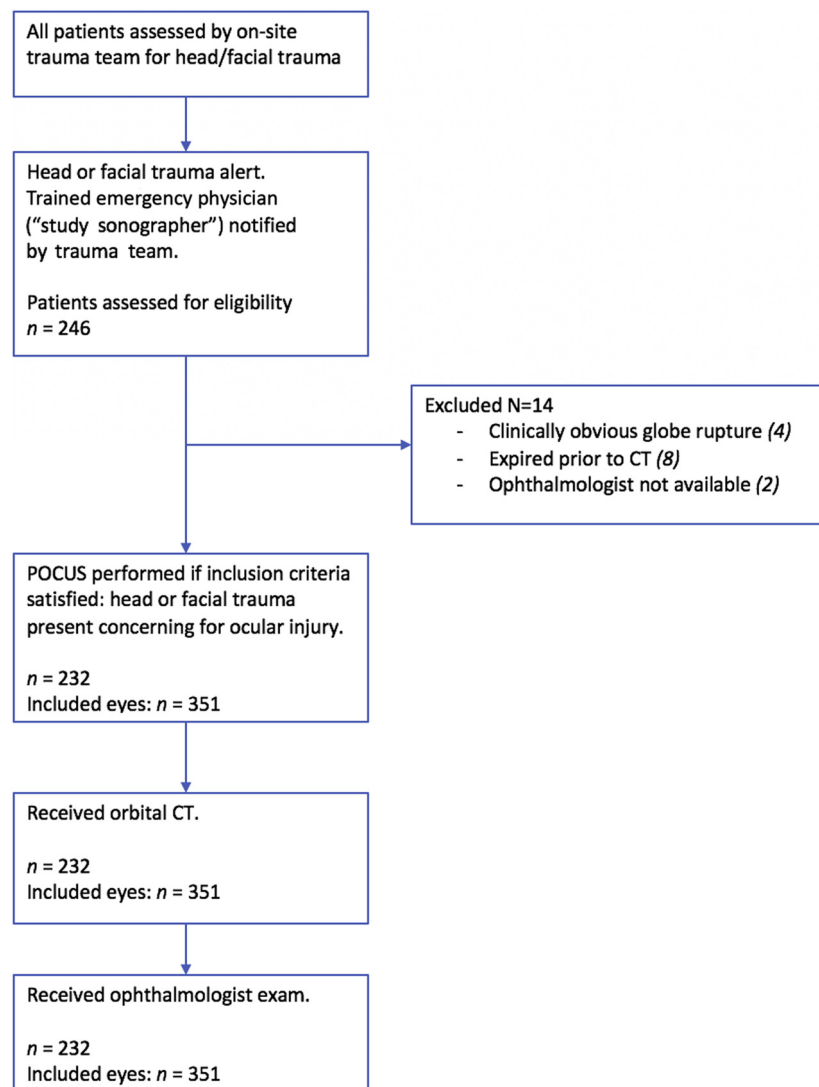 All patients assessed by on-site
trauma team for head/facial trauma
Head or facial trauma alert.
Trained emergency physician
(“study sonographer”) notified
by trauma team.
Patients assessed for eligibility
n = 246
Excluded N=14
- Clinically obvious globe rupture (4)
- Expired prior to CT (8)
- Ophthalmologist not available (2)
POCUS performed if inclusion criteria
satisfied: head or facial trauma
present concerning for ocular injury.
n = 232
Included eyes: n = 351
Received orbital CT.
n = 232
Included eyes: n = 351
Received ophthalmologist exam.
n = 232
Included eyes: n = 351